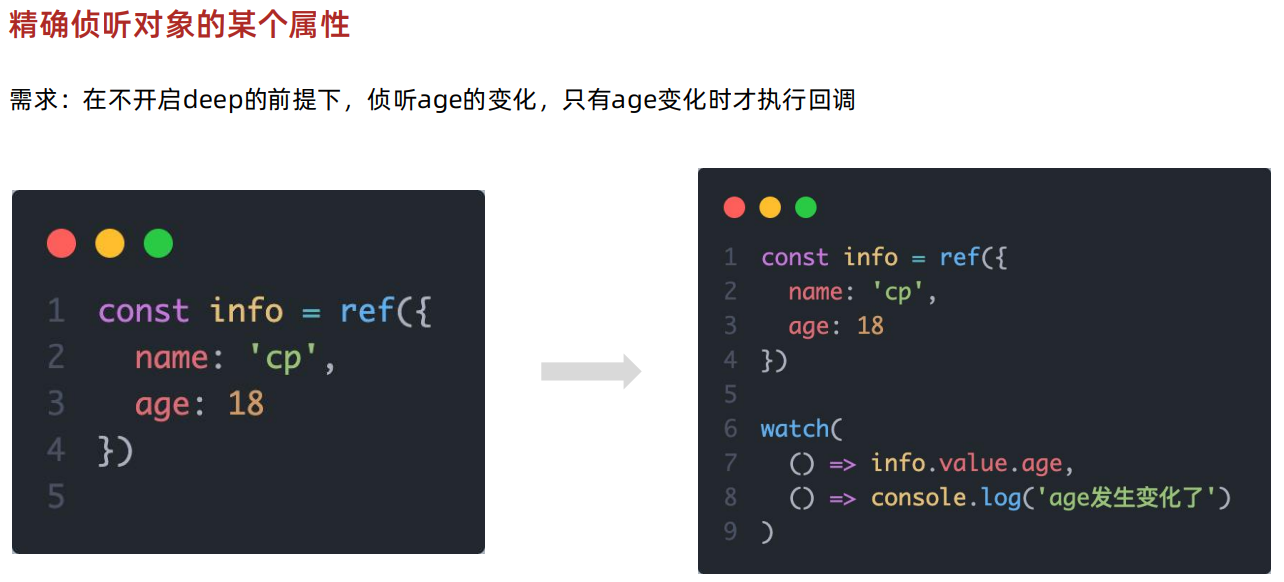 精确侦听对象的某个属性
需求：在不开启deep的前提下，侦听age的变化，只有age变化时才执行回调
1 const info = ref({
2   name: 'cp',
3   age: 18
4 })
5
1 const info = ref({
2   name: 'cp',
3   age: 18
4 })
5
6 watch(
7   () => info.value.age,
8   () => console.log('age发生变化了')
9 )